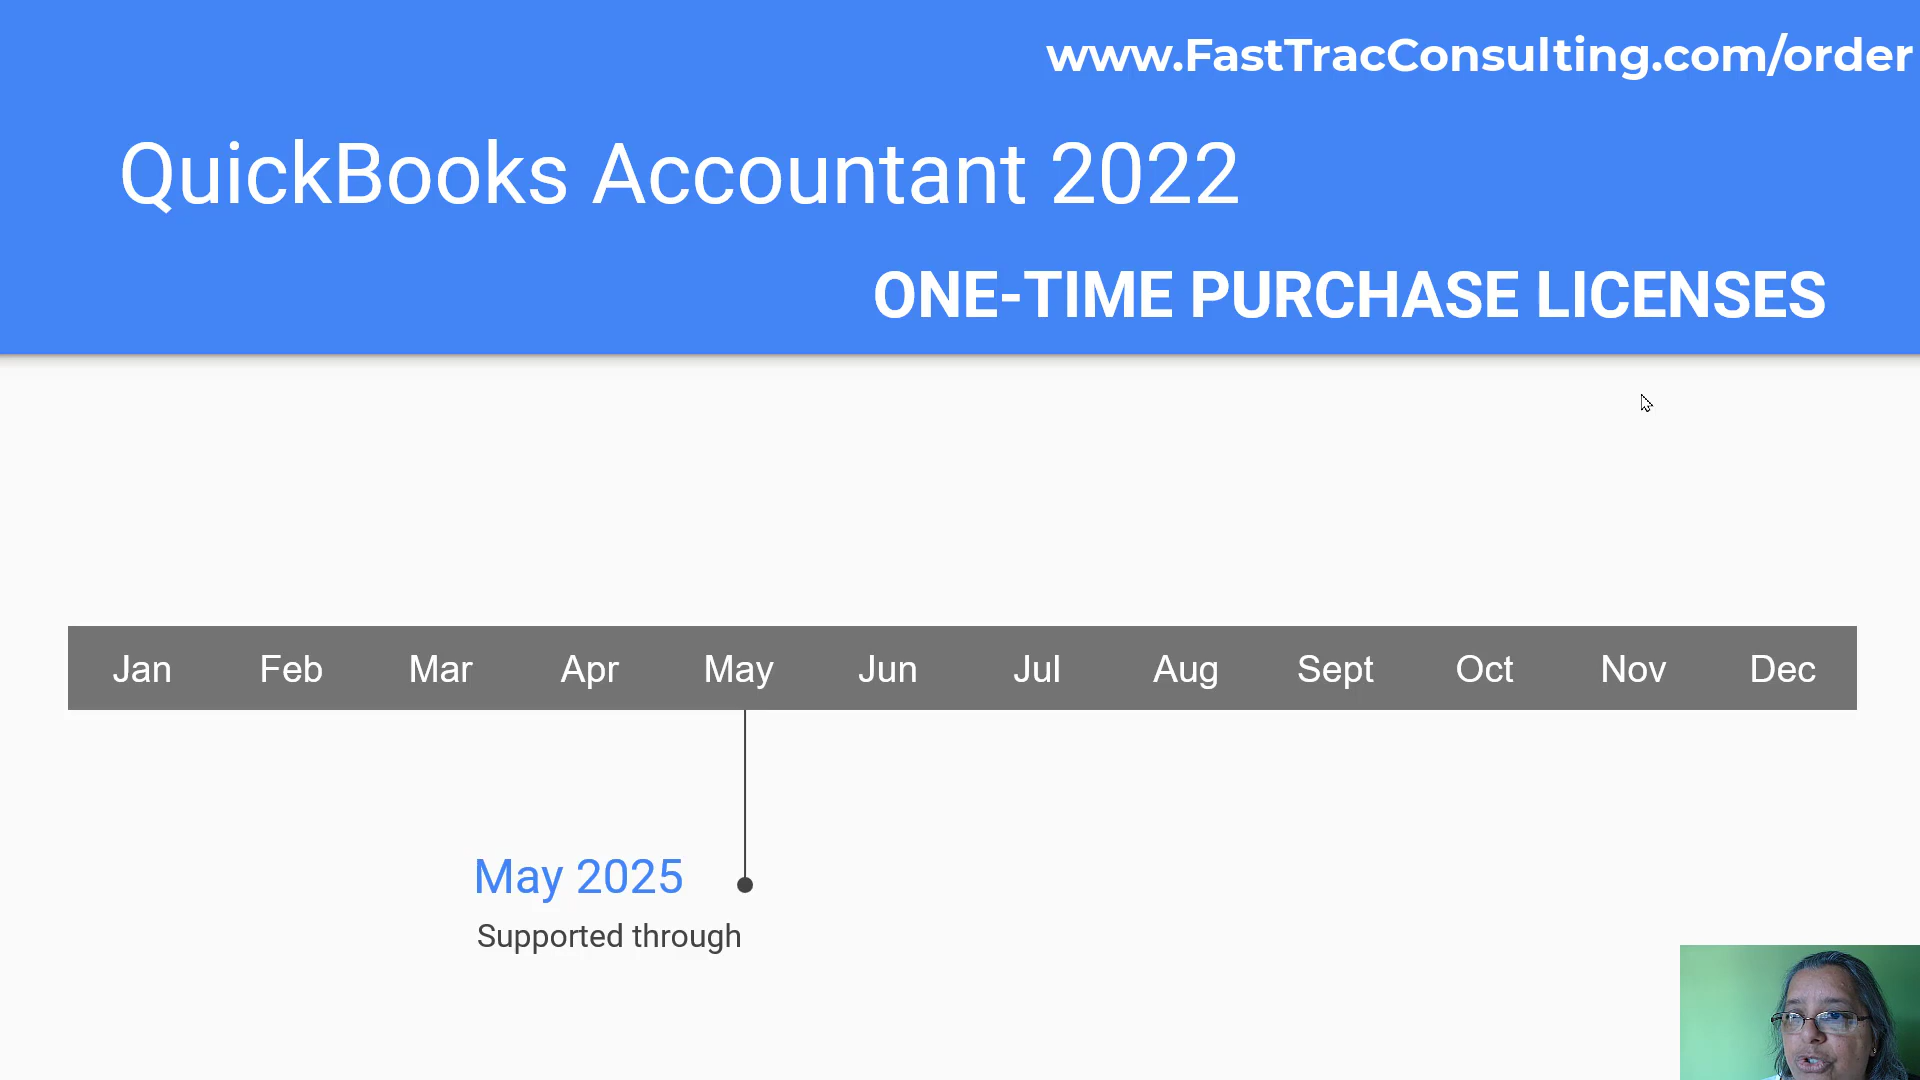 www.FastTracConsulting.com/order
QuickBooks Accountant 2022
ONE-TIME PURCHASE LICENSES
Jan Feb Mar Apr May Jun Jul Aug Sept Oct Nov Dec
May 2025
Supported through